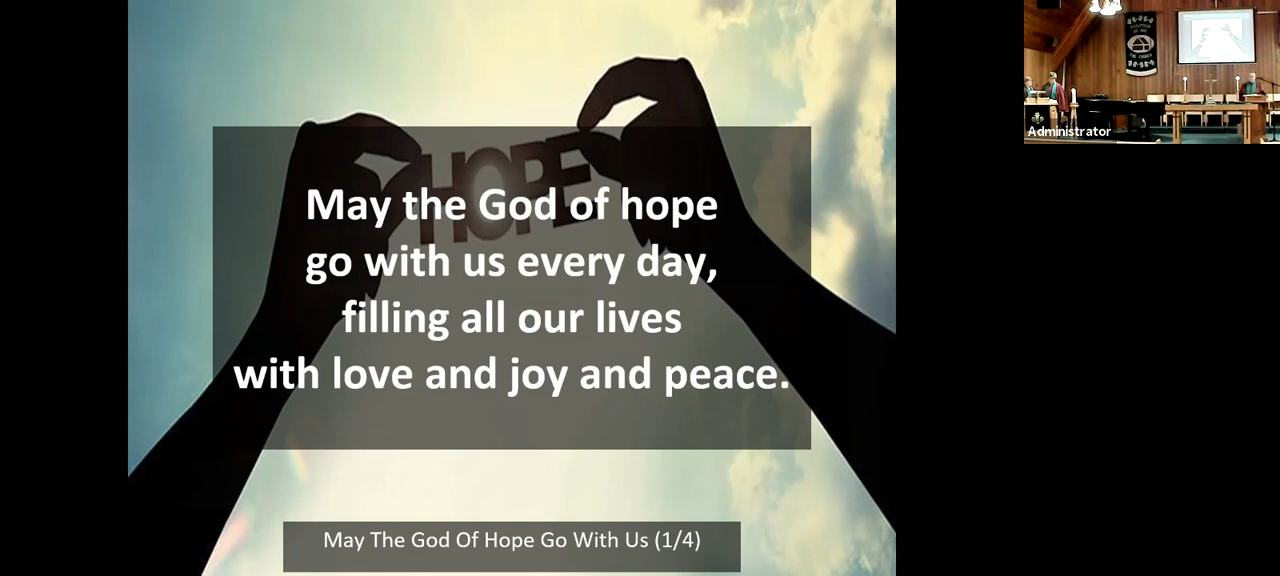 HOPE
May the God of hope
go with us every day,
filling all our lives
with love and joy and peace.
May The God Of Hope Go With Us (1/4)
Administrator